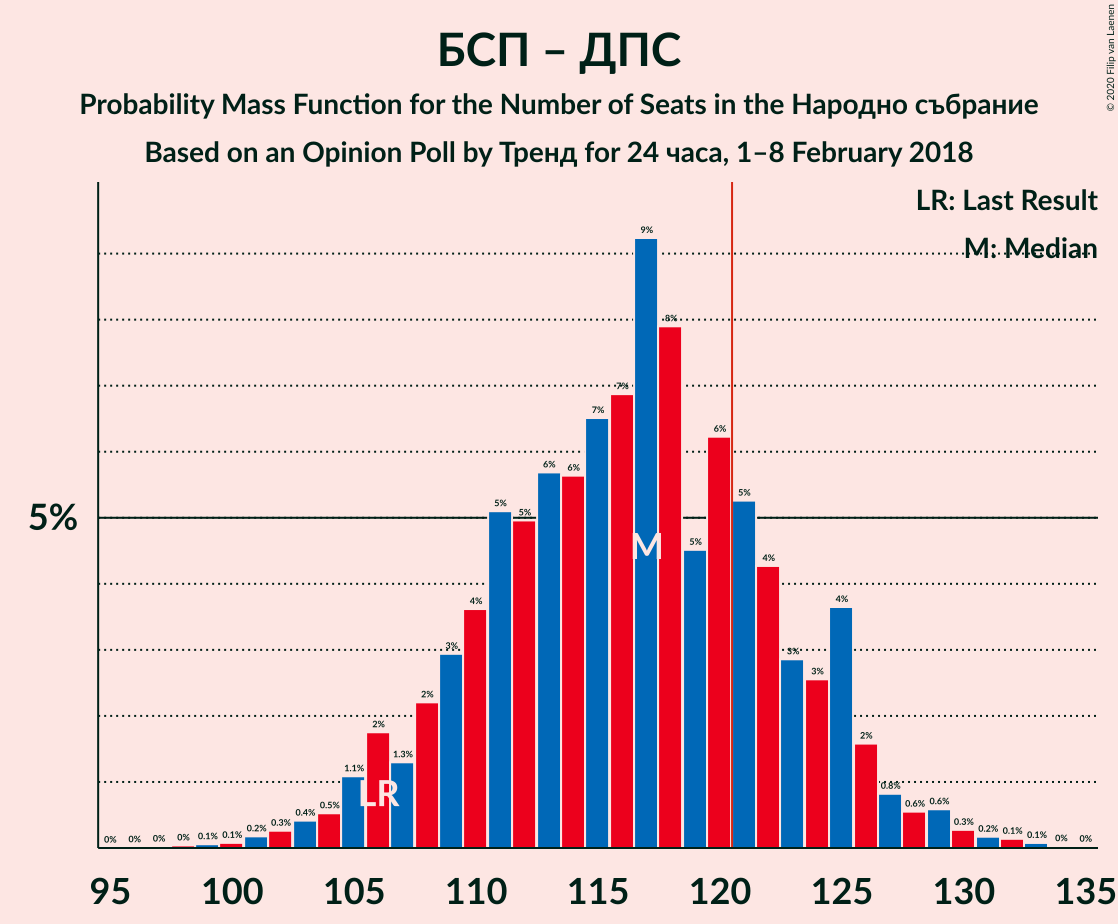 БСП – ДПС
Probability Mass Function for the Number of Seats in the Народно събрание
Based on an Opinion Poll by Тренд for 24 часа, 1–8 February 2018
© 2020 Filip van Laenen
LR: Last Result
M: Median
5%
0% 0% 0% 0% 0.1% 0.1% 0.2% 0.3% 0.4% 0.5% 1.1% 2% 1.3% 2% 3% 4% 5% 5% 6% 6% 7% 7% 9% 8% 5% 6% 5% 4% 3% 3% 4% 2% 0.8% 0.6% 0.6% 0.3% 0.2% 0.1% 0.1% 0% 0%
M
LR
95 100 105 110 115 120 125 130 135